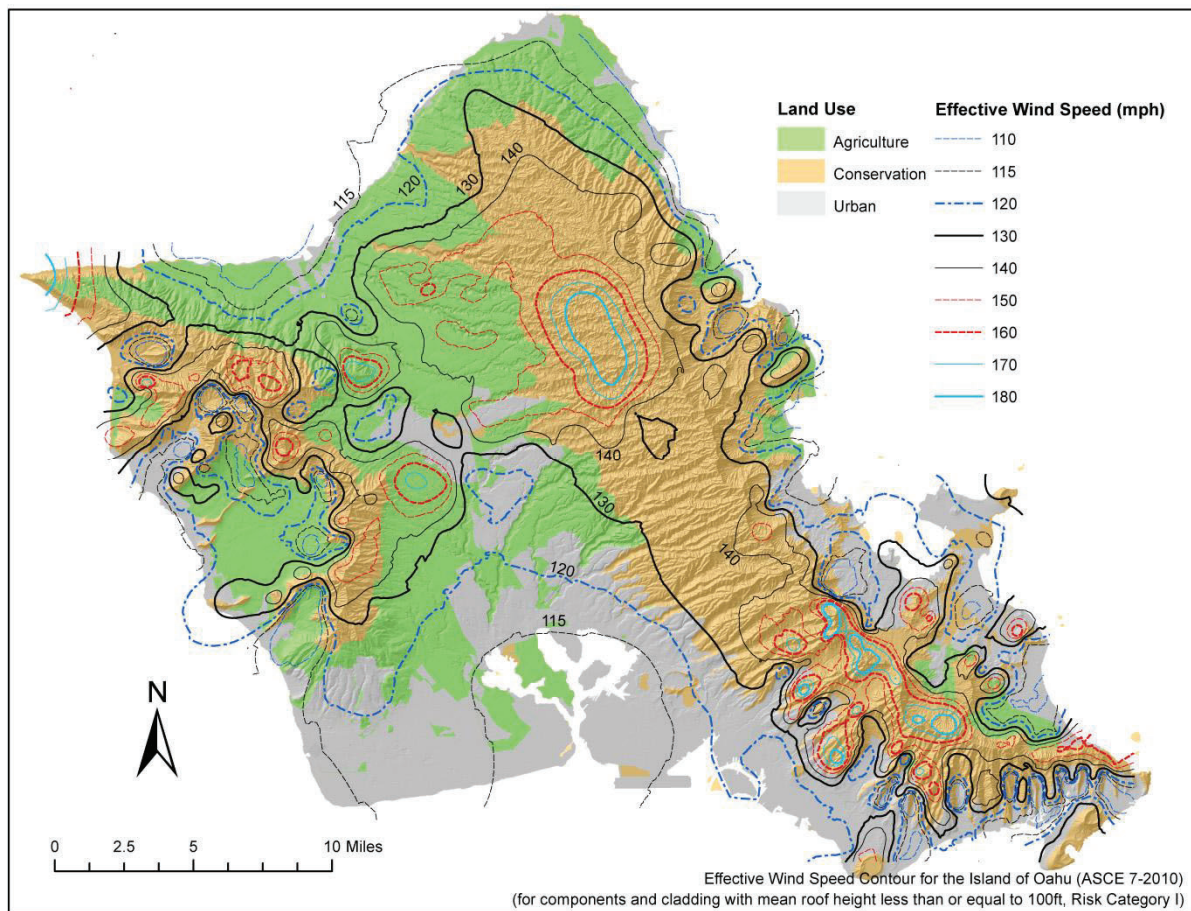 Land Use
Agriculture
Conservation
Urban
Effective Wind Speed (mph)
110
115
120
130
140
150
160
170
180
140
130
120
115
140
130
140
120
115
N
0 2.5 5 10 Miles
Effective Wind Speed Contour for the Island of Oahu (ASCE 7-2010)
(for components and cladding with mean roof height less than or equal to 100ft, Risk Category I)